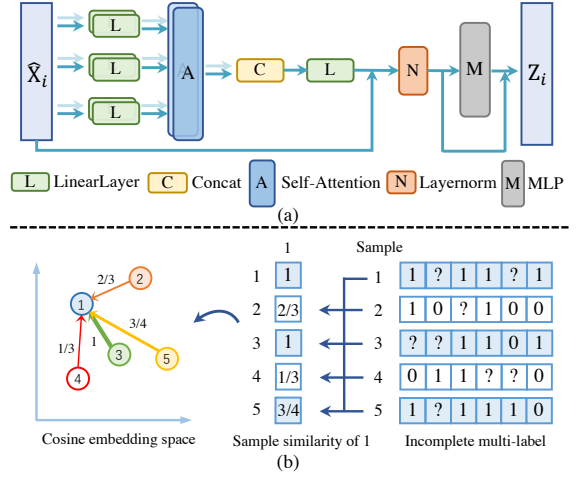 X̂i
L
L
L
A
C
L
N
M
Zi
L LinearLayer C Concat A Self-Attention N Layernorm M MLP
(a)
1 Sample
1 1 1 1 ? 1 1 ? 1
2 2/3 2 1 0 ? 1 0 0
3 1 3 ? ? 1 1 0 1
4 1/3 4 0 1 1 ? ? 0
5 3/4 5 1 ? 1 1 1 0
2
2/3
1
3/4
1/3 1
3
5
4
Cosine embedding space Sample similarity of 1 Incomplete multi-label
(b)